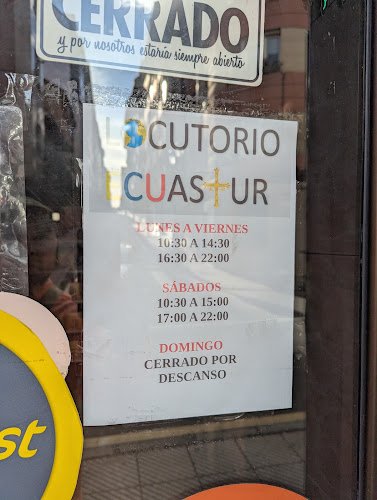 CERRADO
y por nosotros estaría siempre abierto
LOCUTORIO
ECUASTUR
LUNES A VIERNES
10:30 A 14:30
16:30 A 22:00
SÁBADOS
10:30 A 15:00
17:00 A 22:00
DOMINGO
CERRADO POR
DESCANSO
st